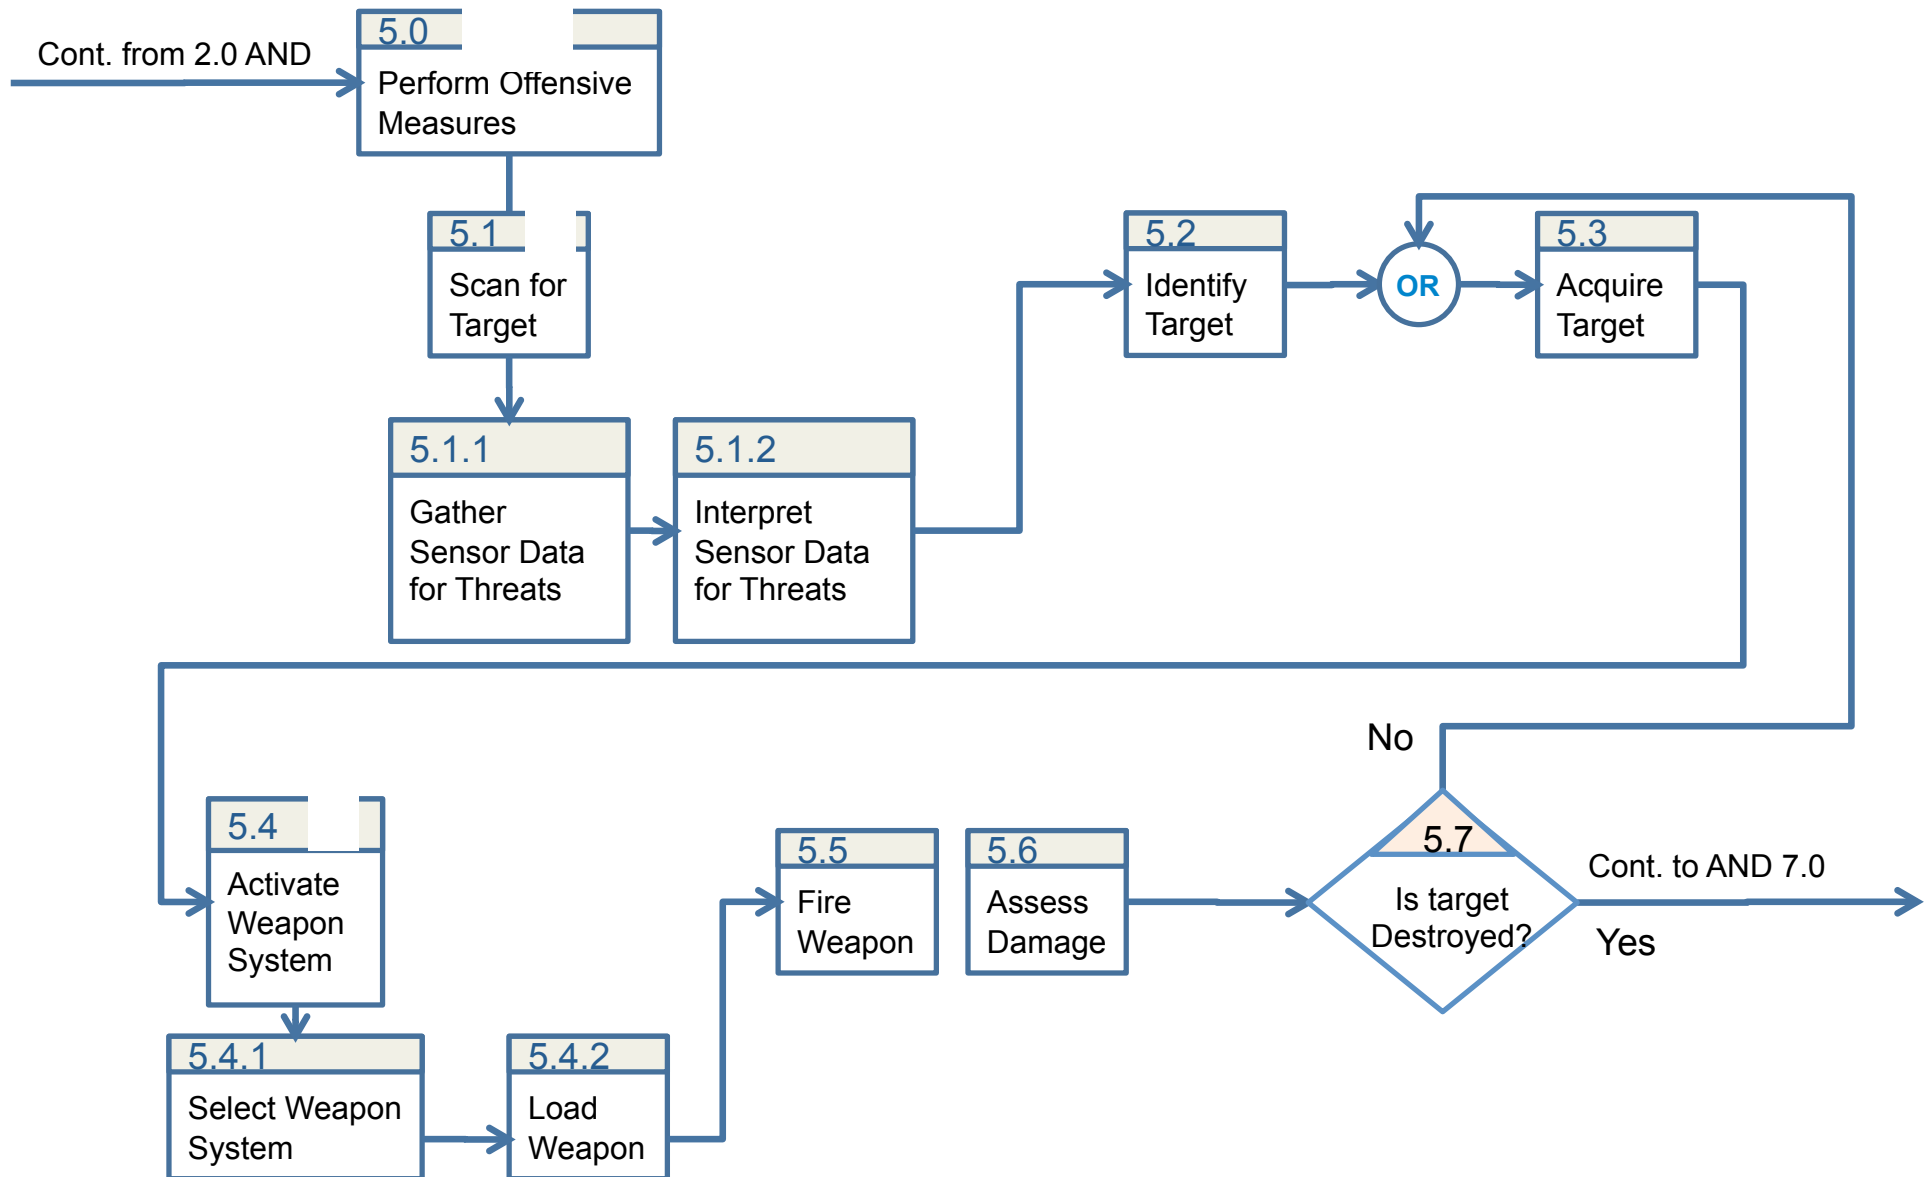 Cont. from 2.0 AND
5.0
Perform Offensive
Measures
5.1
Scan for
Target
5.2
Identify
Target
OR
5.3
Acquire
Target
5.1.1
Gather
Sensor Data
for Threats
5.1.2
Interpret
Sensor Data
for Threats
No
5.4
Activate
Weapon
System
5.5
Fire
Weapon
5.6
Assess
Damage
5.7
Is target
Destroyed?
Cont. to AND 7.0
Yes
5.4.1
Select Weapon
System
5.4.2
Load
Weapon